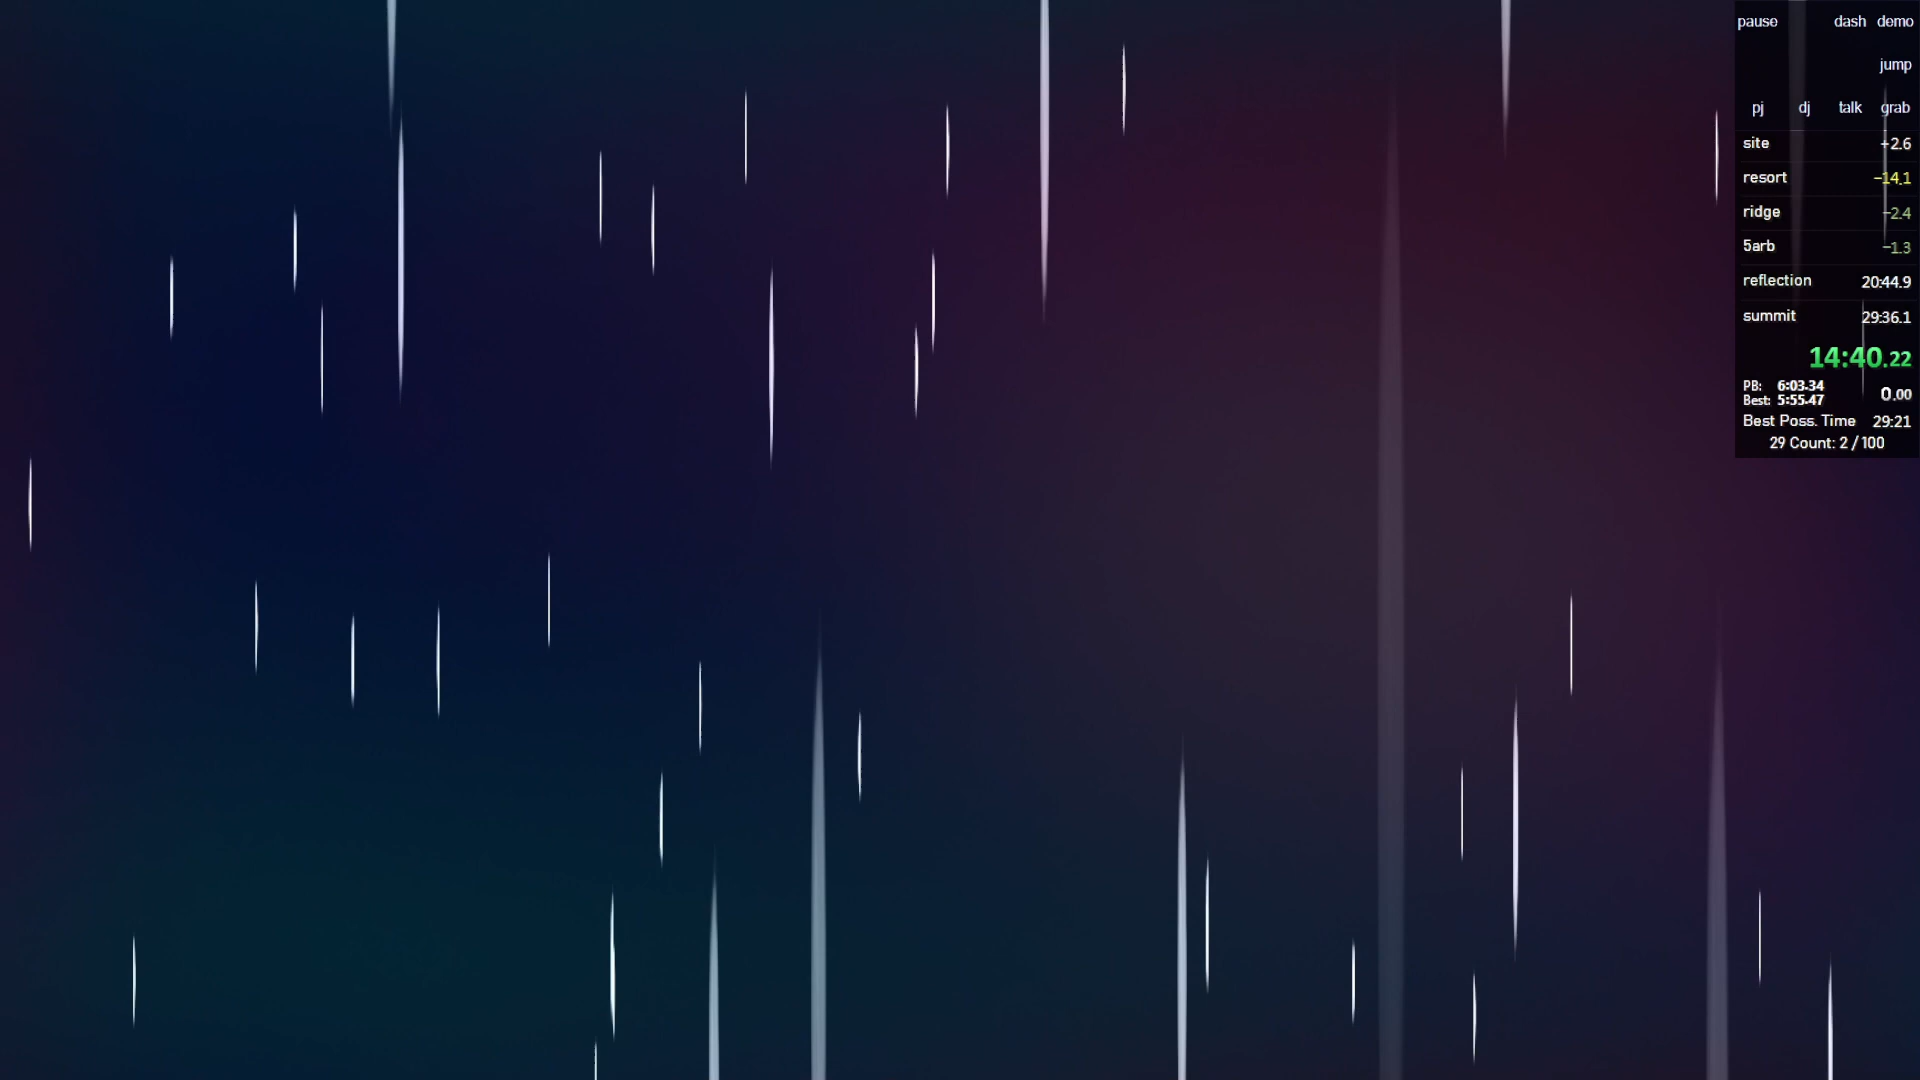 pause dash demo
jump
pj dj talk grab
site +2.6
resort -14.1
ridge -2.4
5arb -1.3
reflection 20:44.9
summit 29:36.1
14:40.22
PB: 6:03.34
Best: 5:55.47
0.00
Best Poss. Time 29:21
29 Count: 2 / 100